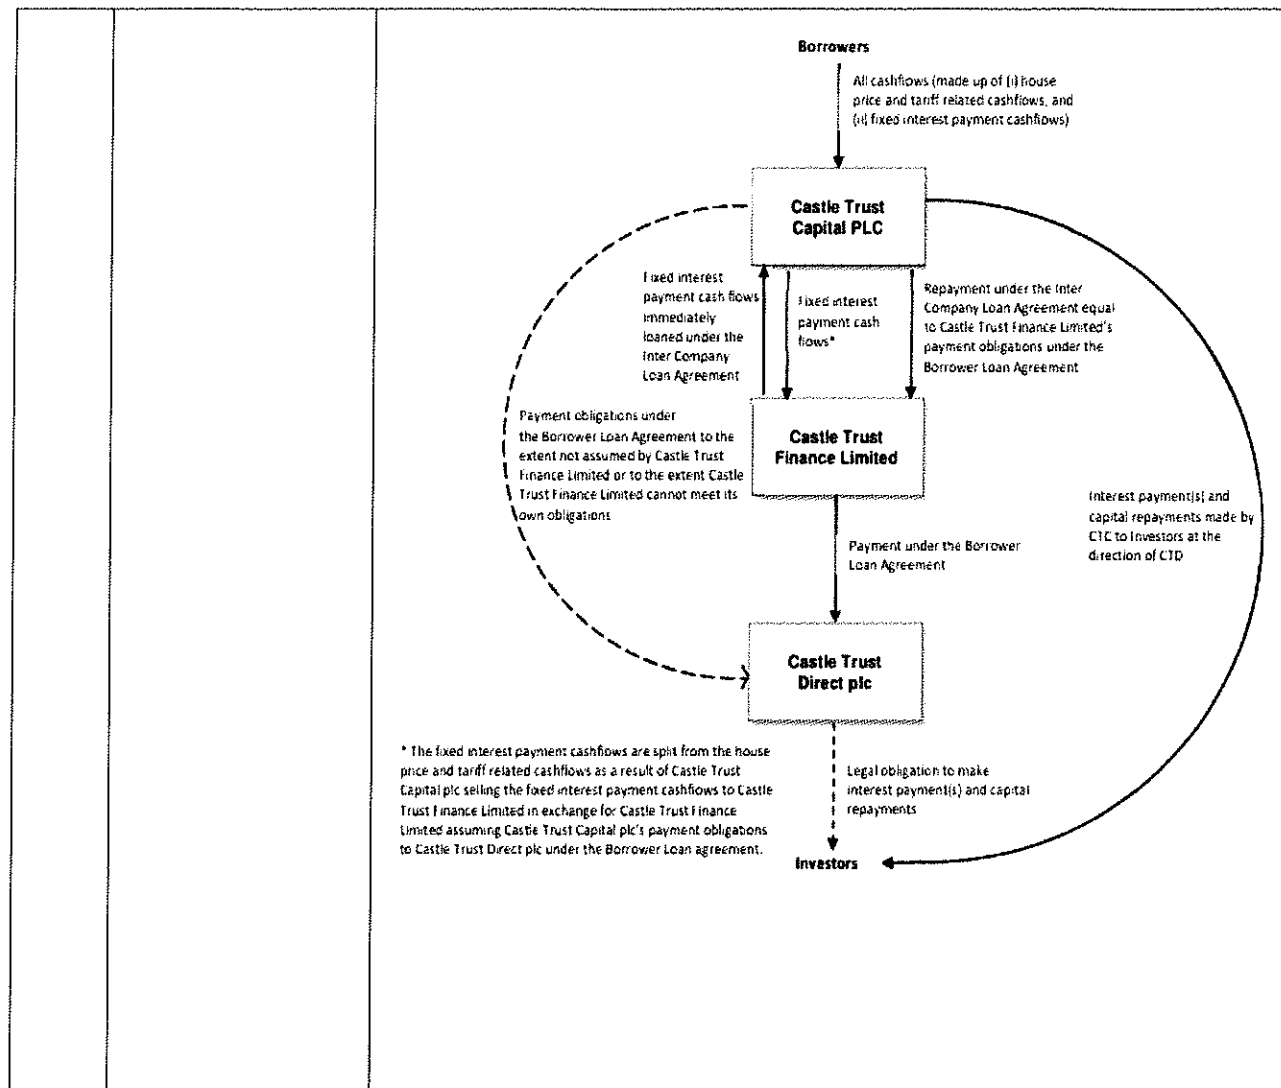 Borrowers
All cashflows (made up of (i) house
price and tariff related cashflows, and
(ii) fixed interest payment cashflows)
Castle Trust
Capital PLC
Fixed interest
payment cash flows
immediately
loaned under the
Inter Company
Loan Agreement
Fixed interest
payment cash
flows*
Repayment under the Inter
Company Loan Agreement equal
to Castle Trust Finance Limited's
payment obligations under the
Borrower Loan Agreement
Castle Trust
Finance Limited
Payment obligations under
the Borrower Loan Agreement to the
extent not assumed by Castle Trust
Finance Limited or to the extent Castle
Trust Finance Limited cannot meet its
own obligations
Interest payment(s) and
capital repayments made by
CTC to Investors at the
direction of CTD
Payment under the Borrower
Loan Agreement
Castle Trust
Direct plc
* The fixed interest payment cashflows are split from the house
price and tariff related cashflows as a result of Castle Trust
Capital plc selling the fixed interest payment cashflows to Castle
Trust Finance Limited in exchange for Castle Trust Finance
Limited assuming Castle Trust Capital plc's payment obligations
to Castle Trust Direct plc under the Borrower Loan agreement.
Legal obligation to make
interest payment(s) and capital
repayments
Investors